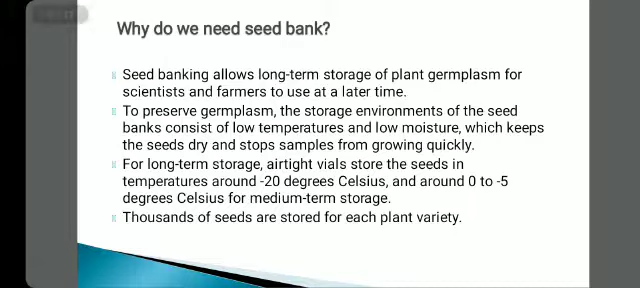 Why do we need seed bank?
Seed banking allows long-term storage of plant germplasm for
scientists and farmers to use at a later time.
To preserve germplasm, the storage environments of the seed
banks consist of low temperatures and low moisture, which keeps
the seeds dry and stops samples from growing quickly.
For long-term storage, airtight vials store the seeds in
temperatures around -20 degrees Celsius, and around 0 to -5
degrees Celsius for medium-term storage.
Thousands of seeds are stored for each plant variety.